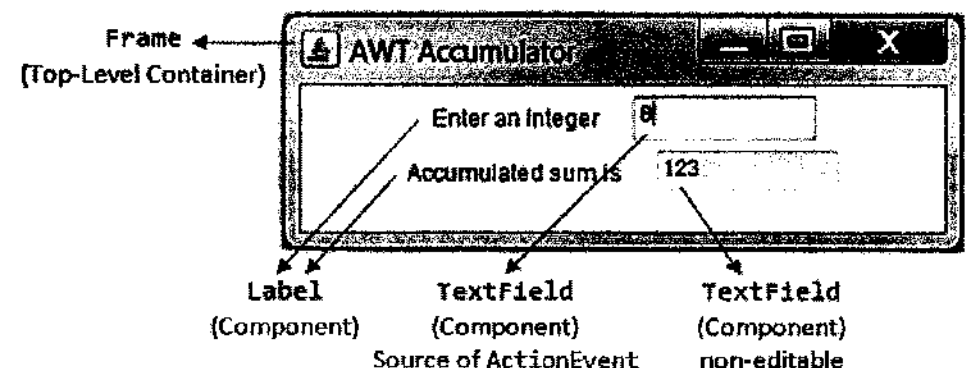 Frame
(Top-Level Container)
AWT Accumulator
X
Enter an Integer
Accumulated sum is
123
Label
(Component)
TextField
(Component)
Source of ActionEvent
TextField
(Component)
non-editable